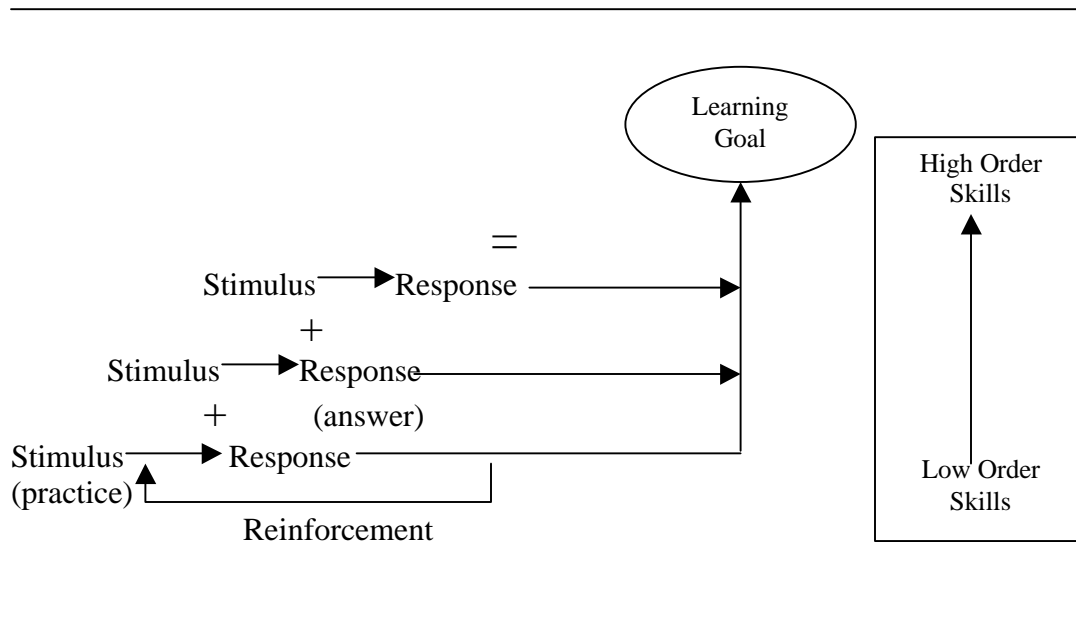 Learning
Goal
High Order
Skills
=
Stimulus Response
+
Stimulus Response
+ (answer)
Stimulus Response
(practice)
Low Order
Skills
Reinforcement